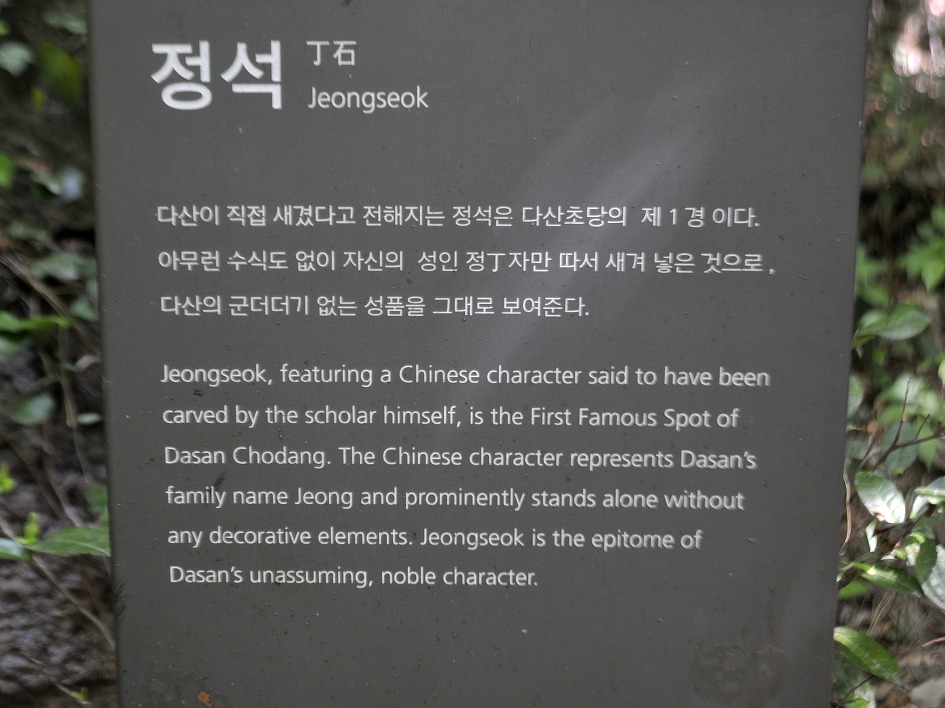 정석 丁石
Jeongseok
다산이 직접 새겼다고 전해지는 정석은 다산초당의 제 1 경 이다.
아무런 수식도 없이 자신의 성인 정丁자만 따서 새겨 넣은 것으로,
다산의 군더더기 없는 성품을 그대로 보여준다.
Jeongseok, featuring a Chinese character said to have been
carved by the scholar himself, is the First Famous Spot of
Dasan Chodang. The Chinese character represents Dasan's
family name Jeong and prominently stands alone without
any decorative elements. Jeongseok is the epitome of
Dasan's unassuming, noble character.